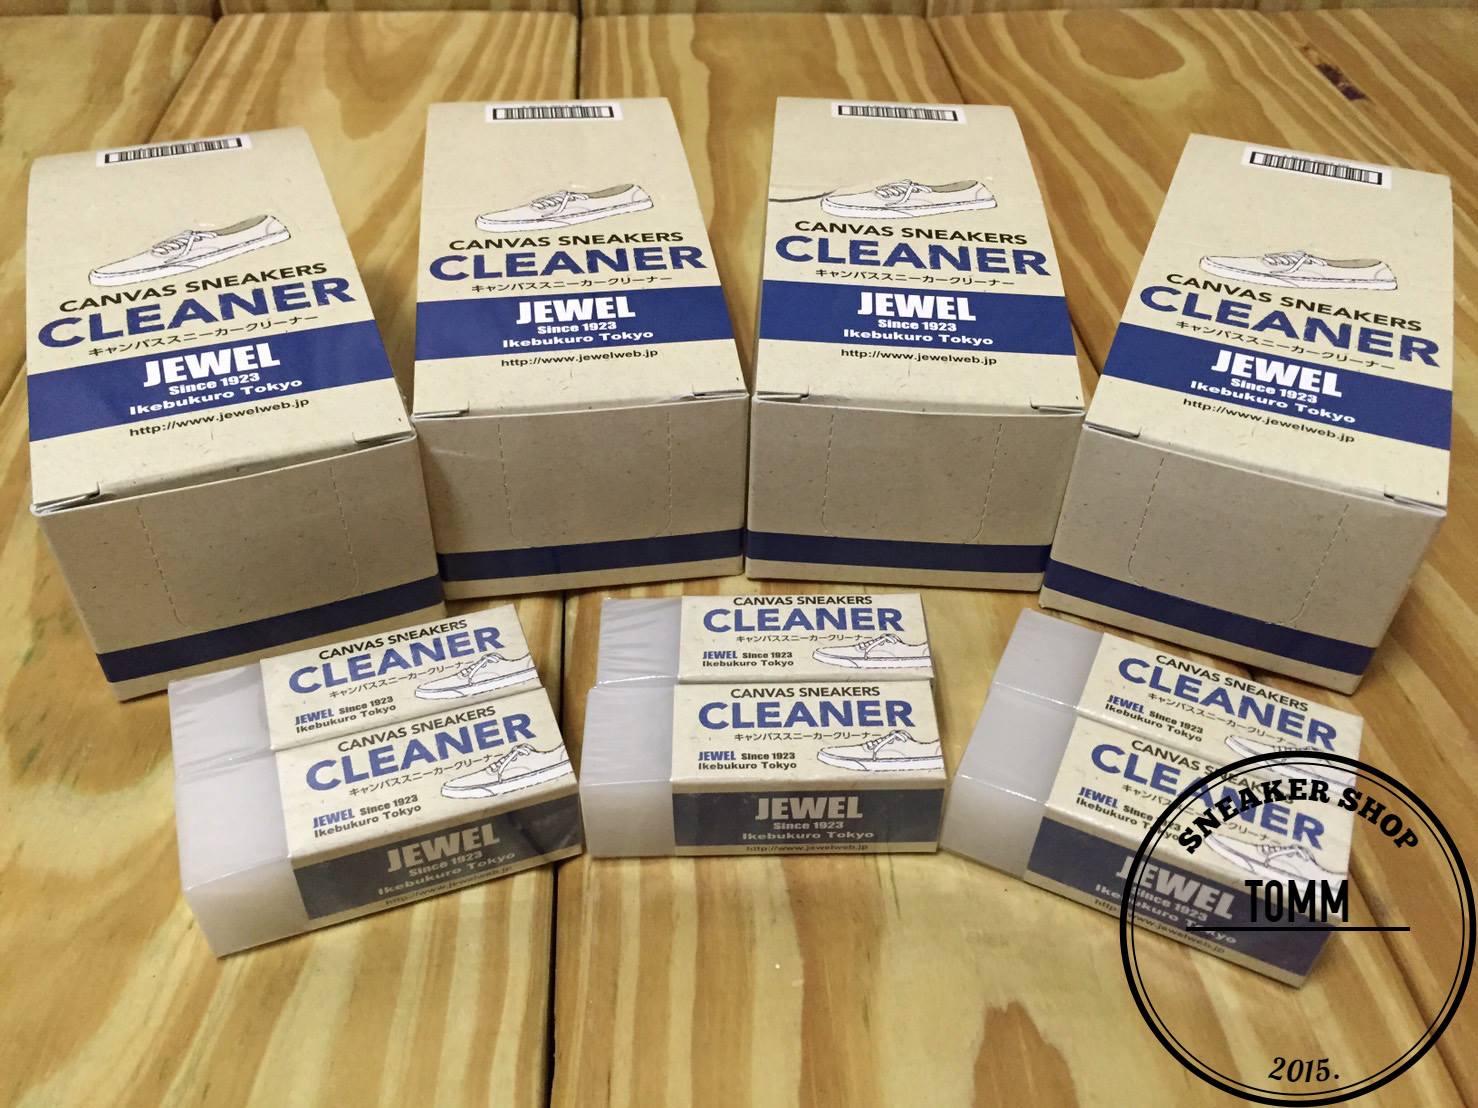 CANVAS SNEAKERS
CLEANER
キャンバススニーカークリーナー
JEWEL
Since 1923
Ikebukuro Tokyo
http://www.jewelweb.jp
CANVAS SNEAKERS
CLEANER
キャンバススニーカークリーナー
JEWEL
Since 1923
Ikebukuro Tokyo
http://www.jewelweb.jp
CANVAS SNEAKERS
CLEANER
キャンバススニーカークリーナー
JEWEL
Since 1923
Ikebukuro Tokyo
http://www.jewelweb.jp
CANVAS SNEAKERS
CLEANER
キャンバススニーカークリーナー
JEWEL
Since 1923
Ikebukuro Tokyo
http://www.jewelweb.jp
CANVAS SNEAKERS
CLEANER
キャンバススニーカークリーナー
JEWEL Since 1923
Ikebukuro Tokyo
CANVAS SNEAKERS
CLEANER
キャンバススニーカークリーナー
JEWEL Since 1923
Ikebukuro Tokyo
JEWEL
Since 1923
Ikebukuro Tokyo
http://www.jewelweb.jp
CANVAS SNEAKERS
CLEANER
キャンバススニーカークリーナー
JEWEL Since 1923
Ikebukuro Tokyo
CANVAS SNEAKERS
CLEANER
キャンバススニーカークリーナー
JEWEL Since 1923
Ikebukuro Tokyo
JEWEL
Since 1923
Ikebukuro Tokyo
http://www.jewelweb.jp
CANVAS SNEAKERS
CLEANER
キャンバススニーカークリーナー
JEWEL Since 1923
Ikebukuro Tokyo
CANVAS SNEAKERS
CLEANER
JEWEL Since 1923
Ikebukuro Tokyo
JEWEL
Since 1923
Ikebukuro Tokyo
SNEAKER SHOP
TOMM
2015.